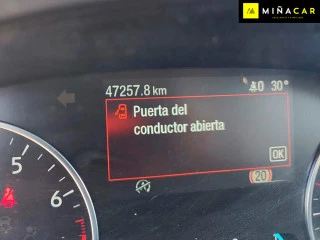 MIÑACAR
47257.8 km
0 30°
Puerta del
conductor abierta
OK
20
6
5